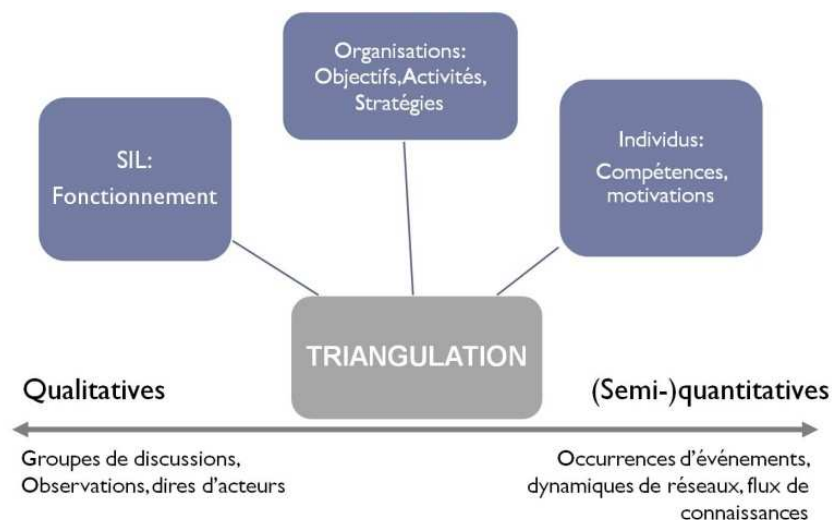 Organisations:
Objectifs,Activités,
Stratégies
SIL:
Fonctionnement
Individus:
Compétences,
motivations
TRIANGULATION
Qualitatives
(Semi-)quantitatives
Groupes de discussions,
Observations, dires d'acteurs
Occurrences d'événements,
dynamiques de réseaux, flux de
connaissances